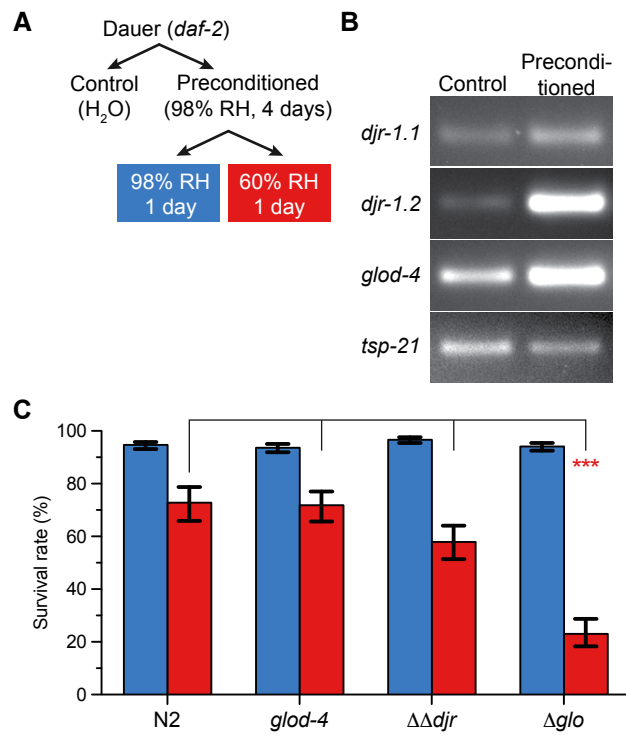 A
Dauer (daf-2)
Control
(H₂O)
Preconditioned
(98% RH, 4 days)
98% RH
1 day
60% RH
1 day
B
Control
Precondi-
tioned
djr-1.1
djr-1.2
glod-4
tsp-21
C
Survival rate (%)
100
80
60
40
20
0
***
N2
glod-4
ΔΔdjr
Δglo